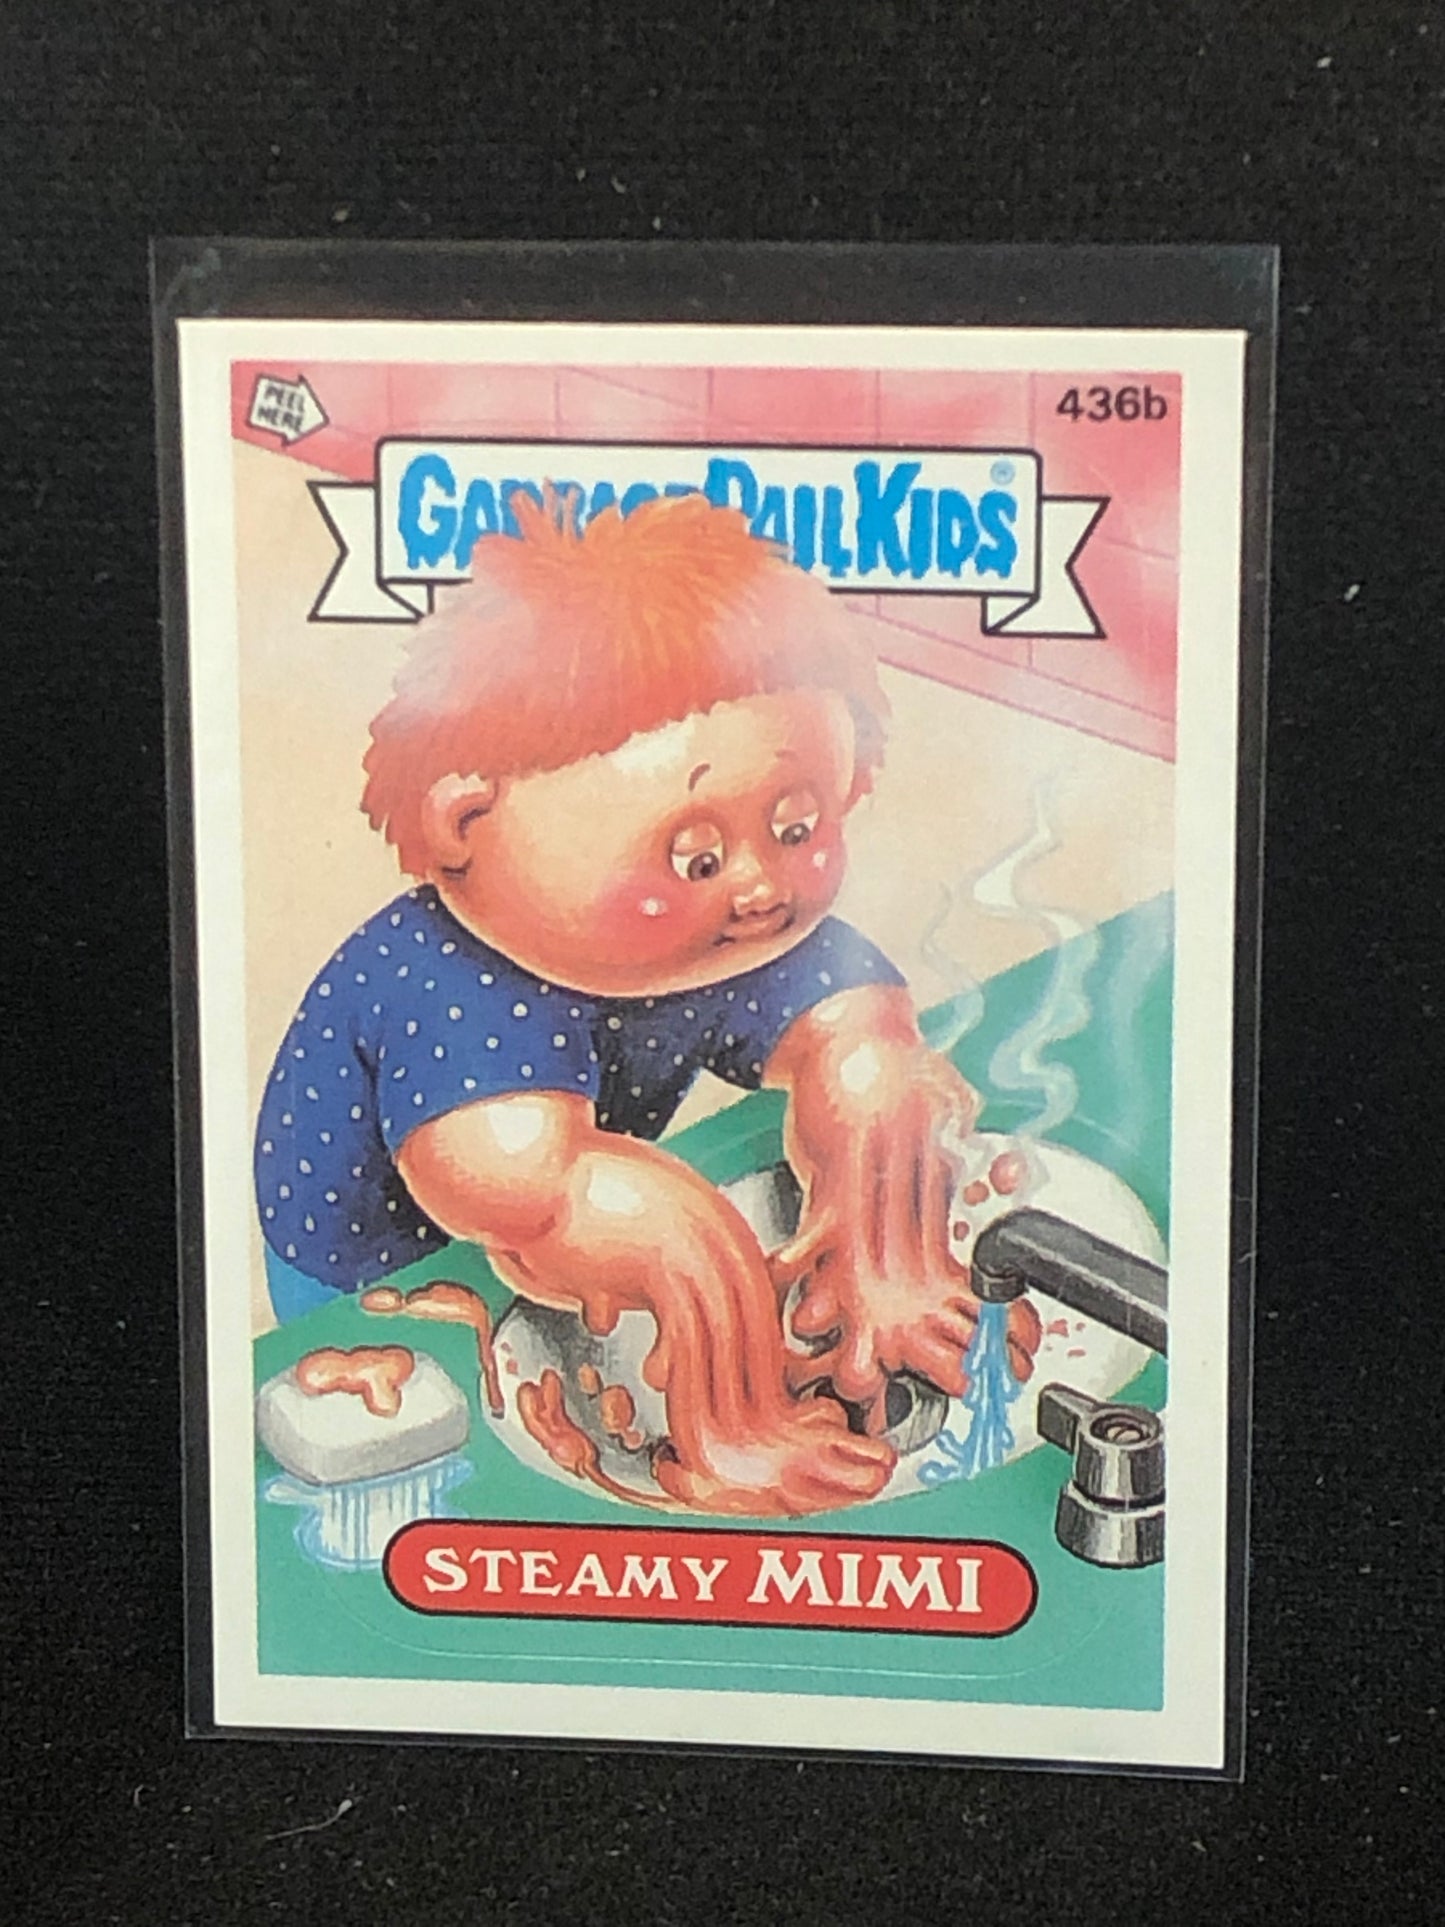 PEEL
HERE
436b
GARBAGE PAIL KIDS®
STEAMY MIMI